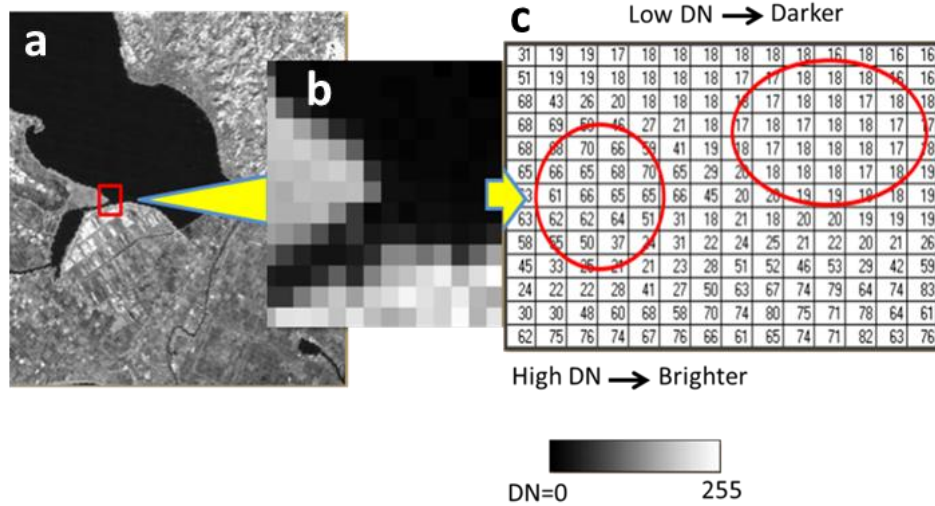 a
b
c
Low DN → Darker
31 19 19 17 18 18 18 18 18 18 16 18 16 16
51 19 19 18 18 18 18 17 17 18 18 18 16 16
68 43 26 20 18 18 18 18 17 18 18 17 18 18
68 69 59 46 27 21 18 17 18 17 18 18 17 17
68 68 70 66 59 41 19 18 17 18 18 18 17 18
65 66 65 68 70 65 29 20 18 18 18 17 18 19
61 66 65 65 66 45 20 20 19 19 18 18 19
63 62 62 64 51 31 18 21 18 20 20 19 19 19
58 55 50 37 24 31 22 24 25 21 22 20 21 26
45 33 25 21 21 23 28 51 52 46 53 29 42 59
24 22 22 28 41 27 50 63 67 74 79 64 74 83
30 30 48 60 68 58 70 74 80 75 71 78 64 61
62 75 76 74 67 76 66 61 65 74 71 82 63 76
High DN → Brighter
DN=0 255